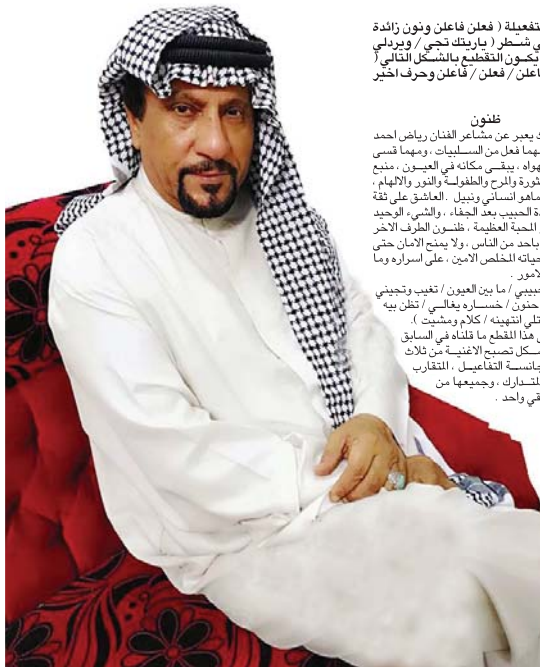 تفعيلة ( فعلن فاعلن ونون زائدة
ي شطر ( ياريتك تجي / ويردلي
يكون التقطيع بالشكل التالي (
اعلن / فعلن / فاعلن وحرف اخير
ظنون
ك يعبر عن مشاعر الفنان رياض احمد
هما فعل من السلبيات ، ومهما قسى
هواه ، يبقى مكانه في العيون ، منبع
ثورة والمرح والطفولة والنور والالهام ،
ماهو انساني ونبيل . العاشق على ثقة
دة الحبيب بعد الجفاء ، والشيء الوحيد
المحبة العظيمة ، ظنون الطرف الاخر
باحد من الناس ، ولا يمنح الامان حتى
حياته المخلص الامين ، على اسراره وما
لامور .
حبيبي / ما بين العيون / تغيب وتجيني
حنون / خساره يغالي / تظن بيه
تلي انتهينه / كلام ومشيت ) .
ى هذا المقطع ما قلناه في السابق
شكل تصبح الاغنية من ثلاث
جانسة التفاعيل ، المتقارب
لمتدارك ، وجميعها من
قي واحد .